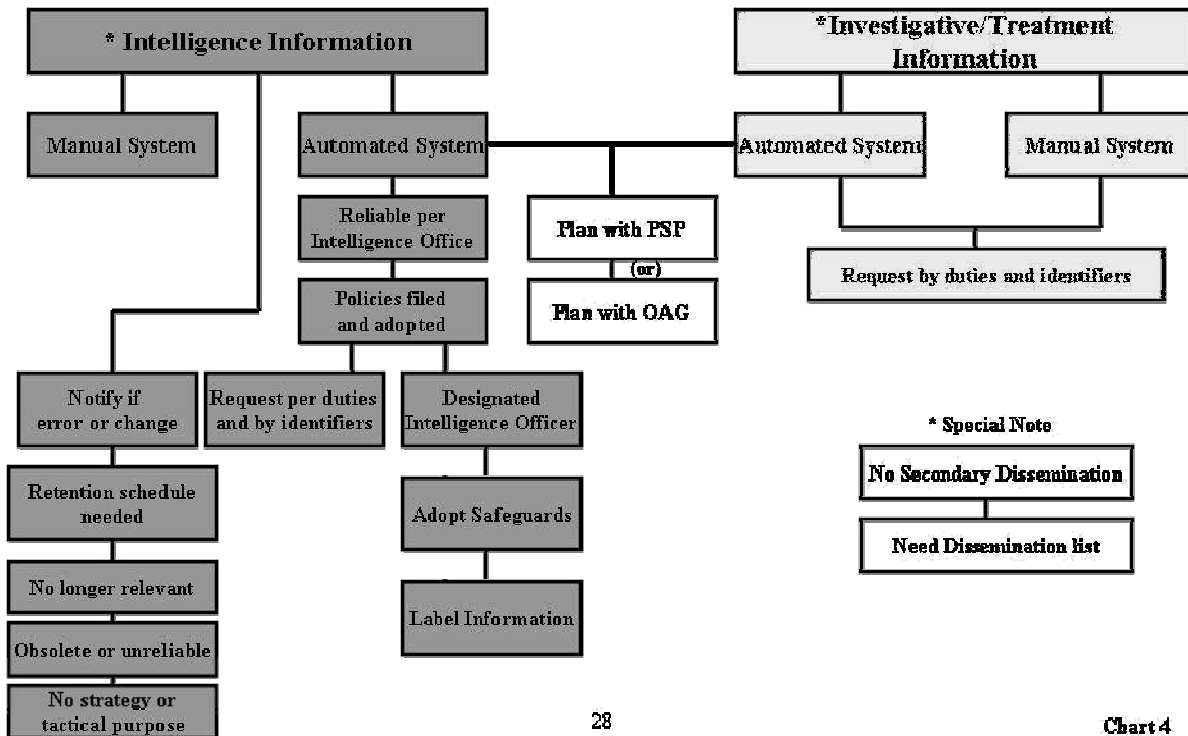 * Intelligence Information
*Investigative/Treatment
Information
Manual System
Automated System
Automated System
Manual System
Reliable per
Intelligence Office
Plan with PSP
(or)
Plan with OAG
Request by duties and identifiers
Policies filed
and adopted
Notify if
error or change
Request per duties
and by identifiers
Designated
Intelligence Officer
Retention schedule
needed
Adopt Safeguards
No longer relevant
Label Information
Obsolete or unreliable
No strategy or
tactical purpose
* Special Note
No Secondary Dissemination
Need Dissemination list
28
Chart 4